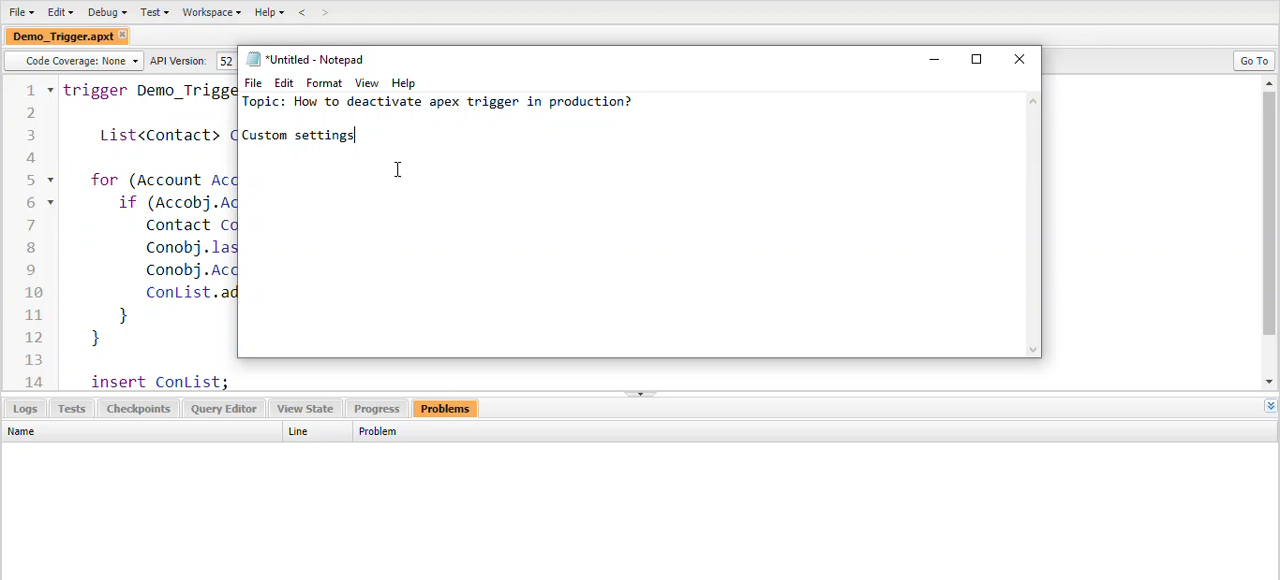 File Edit Debug Test Workspace Help < >
Demo_Trigger.apxt
Code Coverage: None API Version: 52 Go To
*Untitled - Notepad
File Edit Format View Help
Topic: How to deactivate apex trigger in production?
Custom settings
1 trigger Demo_Trigge
2
3 List<Contact> C
4
5 for (Account Acc
6 if (Accobj.Ac
7 Contact Co
8 Conobj.las
9 Conobj.Acc
10 ConList.ad
11 }
12 }
13
14 insert ConList;
Logs Tests Checkpoints Query Editor View State Progress Problems
Name Line Problem